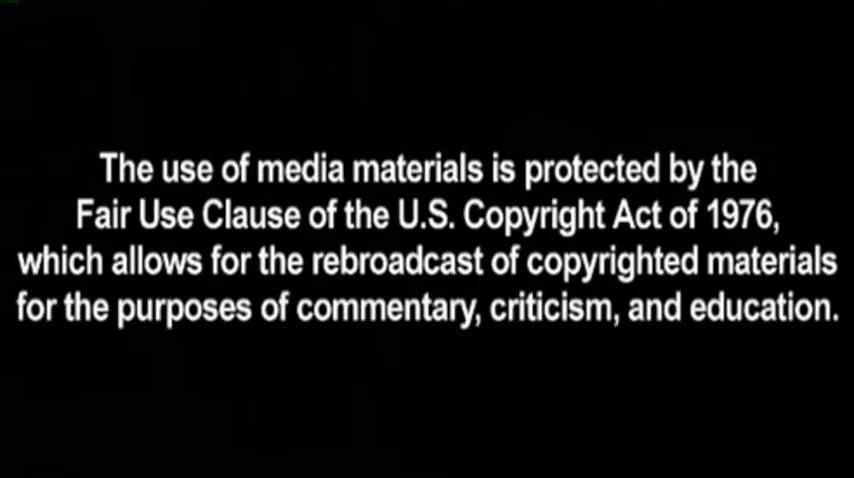 The use of media materials is protected by the
Fair Use Clause of the U.S. Copyright Act of 1976,
which allows for the rebroadcast of copyrighted materials
for the purposes of commentary, criticism, and education.